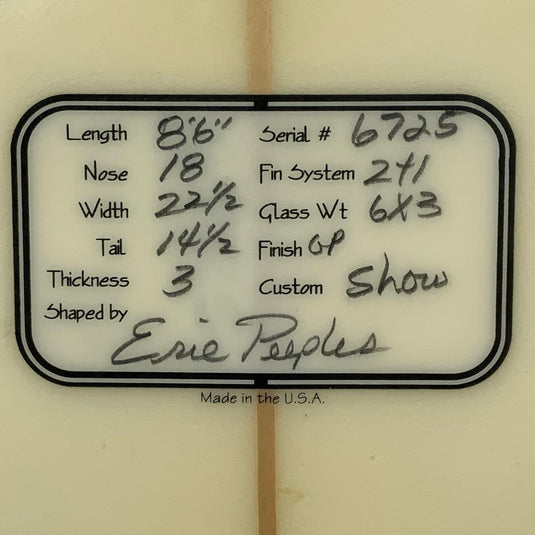 Length 8'6" Serial # 6725
Nose 18 Fin System 2+1
Width 22 1/2 Glass Wt 6X3
Tail 14 1/2 Finish GP
Thickness 3 Custom Show
Shaped by
Eric Peeples
Made in the U.S.A.